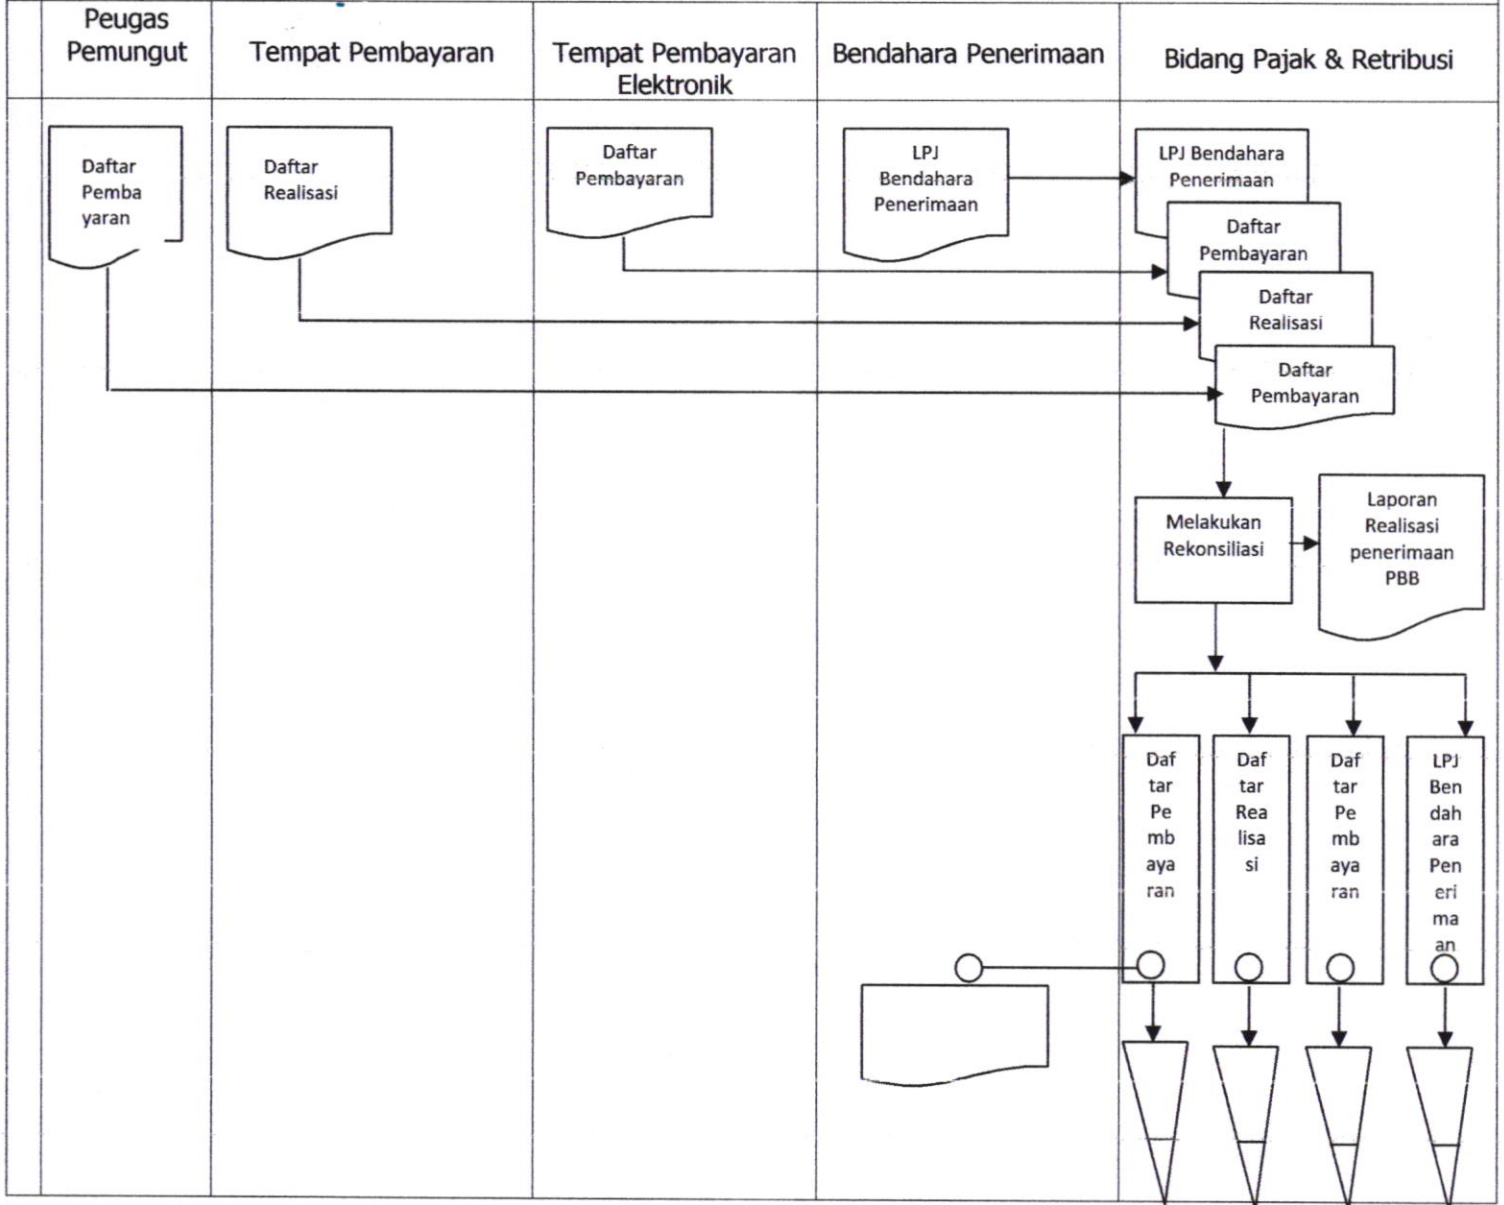 Peugas
Pemungut
Tempat Pembayaran
Tempat Pembayaran
Elektronik
Bendahara Penerimaan
Bidang Pajak & Retribusi
Daftar
Pemba
yaran
Daftar
Realisasi
Daftar
Pembayaran
LPJ
Bendahara
Penerimaan
LPJ Bendahara
Penerimaan
Daftar
Pembayaran
Daftar
Realisasi
Daftar
Pembayaran
Melakukan
Rekonsiliasi
Laporan
Realisasi
penerimaan
PBB
Daf
tar
Pe
mb
aya
ran
Daf
tar
Rea
lisa
si
Daf
tar
Pe
mb
aya
ran
LPJ
Ben
dah
ara
Pen
eri
ma
an